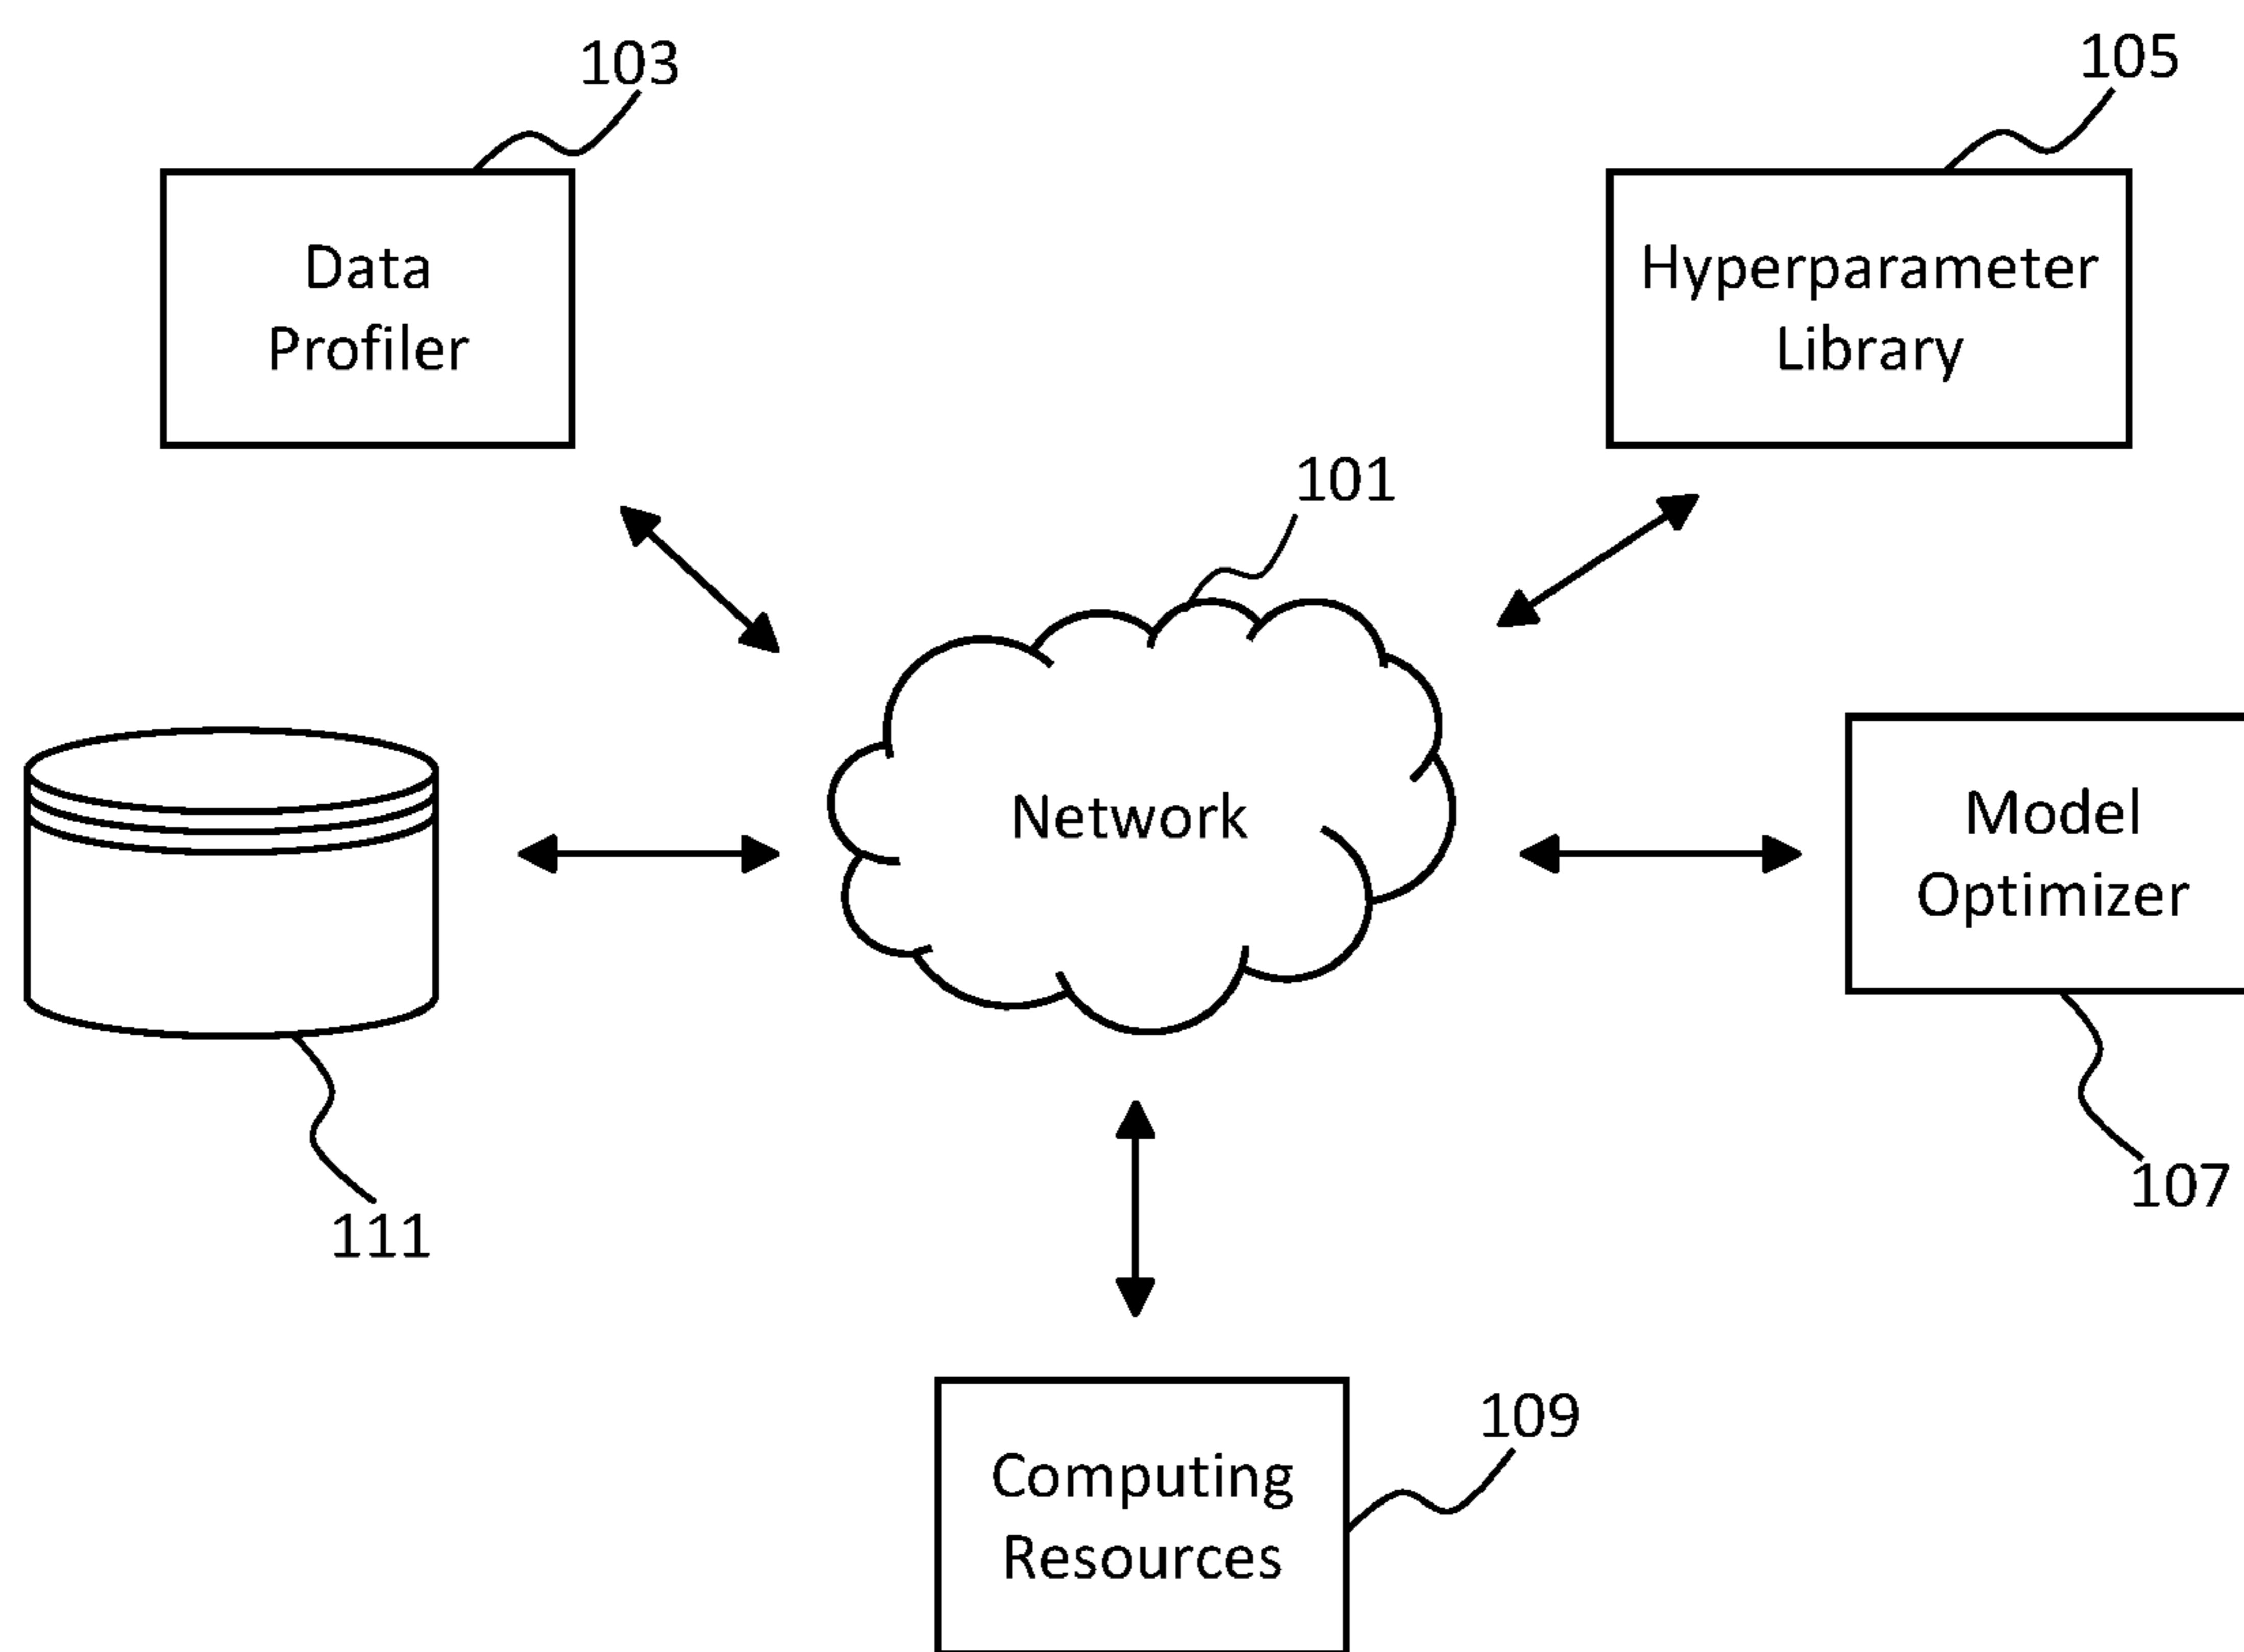 103
105
Data
Profiler
Hyperparameter
Library
101
Network
Model
Optimizer
107
111
109
Computing
Resources